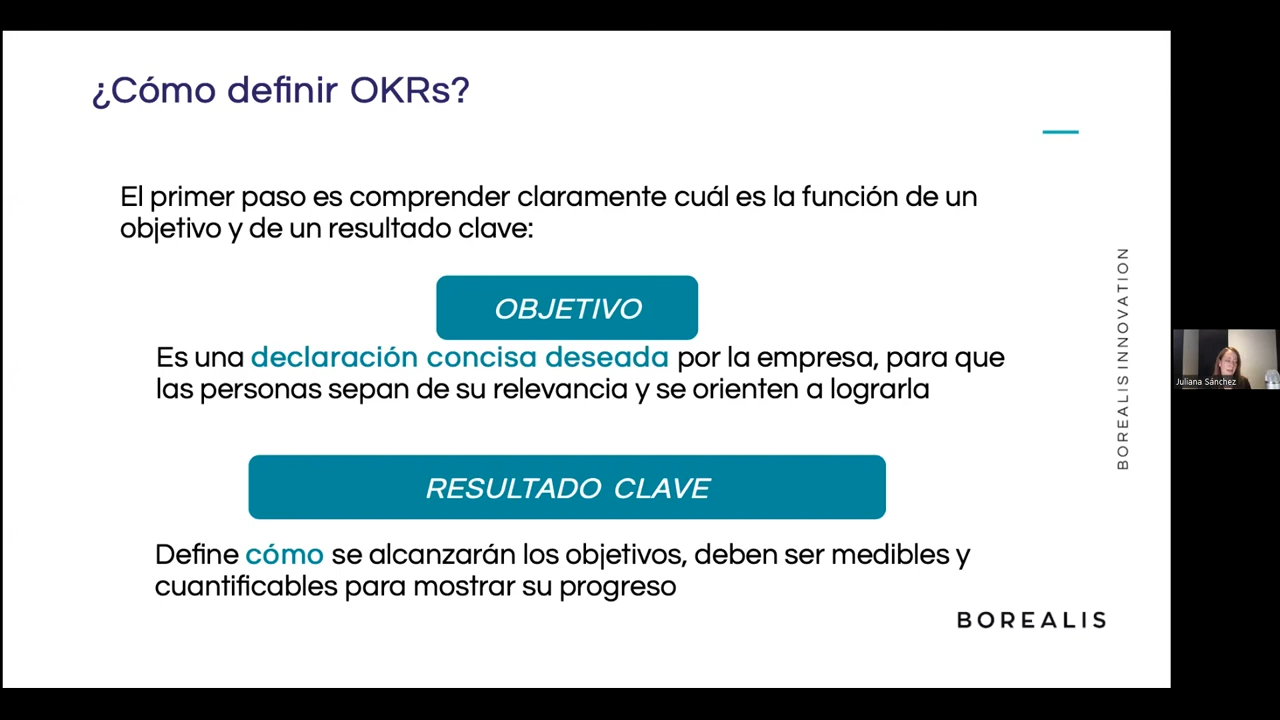 ¿Cómo definir OKRs?
El primer paso es comprender claramente cuál es la función de un
objetivo y de un resultado clave:
OBJETIVO
Es una declaración concisa deseada por la empresa, para que
las personas sepan de su relevancia y se orienten a lograrla
RESULTADO CLAVE
Define cómo se alcanzarán los objetivos, deben ser medibles y
cuantificables para mostrar su progreso
BOREALIS
BOREALIS INNOVATION
Juliana Sánchez